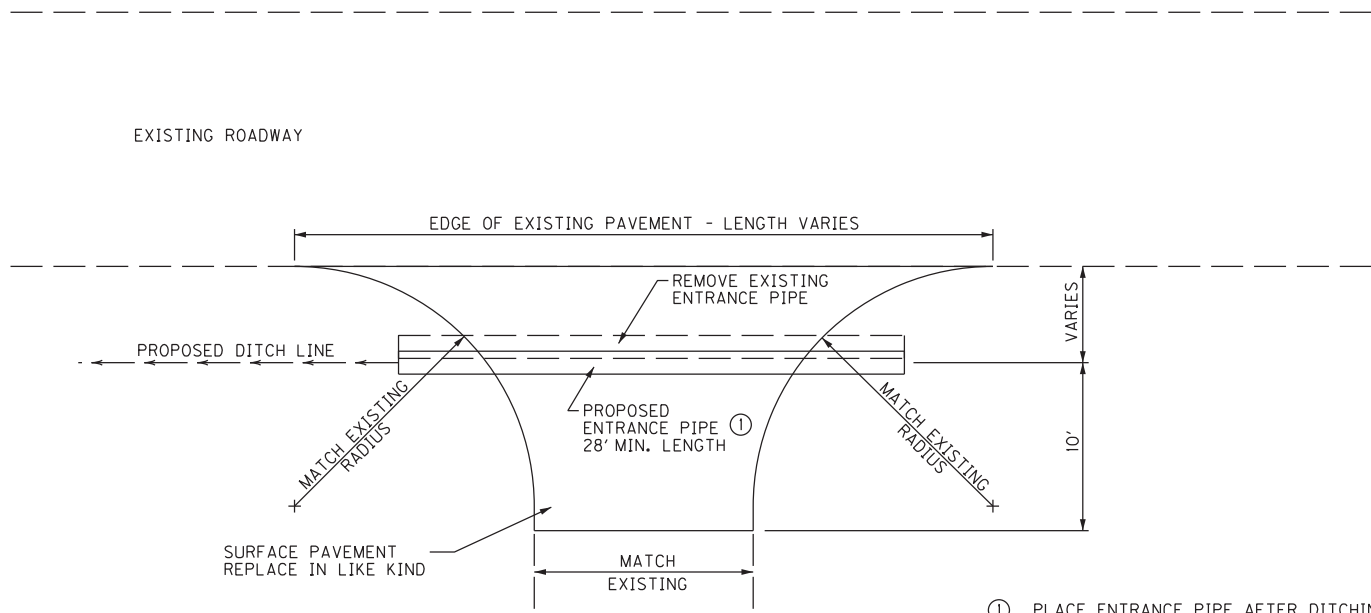 EXISTING ROADWAY
EDGE OF EXISTING PAVEMENT - LENGTH VARIES
REMOVE EXISTING
ENTRANCE PIPE
VARIES
PROPOSED DITCH LINE
MATCH EXISTING
RADIUS
PROPOSED
ENTRANCE PIPE ①
28' MIN. LENGTH
MATCH EXISTING
RADIUS
10'
SURFACE PAVEMENT
REPLACE IN LIKE KIND
MATCH
EXISTING
① PLACE ENTRANCE PIPE AFTER DITCHIN